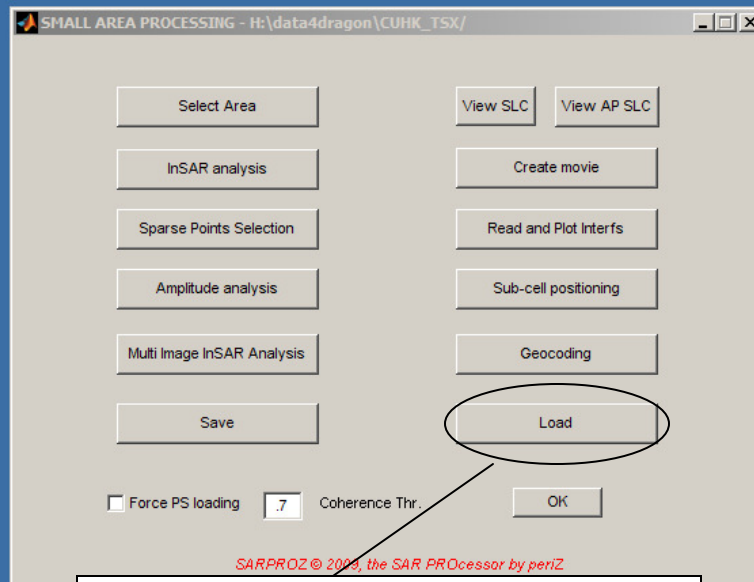 SMALL AREA PROCESSING - H:\data4dragon\CUHK_TSX/
Select Area
View SLC
View AP SLC
InSAR analysis
Create movie
Sparse Points Selection
Read and Plot Interfs
Amplitude analysis
Sub-cell positioning
Multi Image InSAR Analysis
Geocoding
Save
Load
Force PS loading
.7
Coherence Thr.
OK
SARPROZ © 2009, the SAR PROcessor by periZ